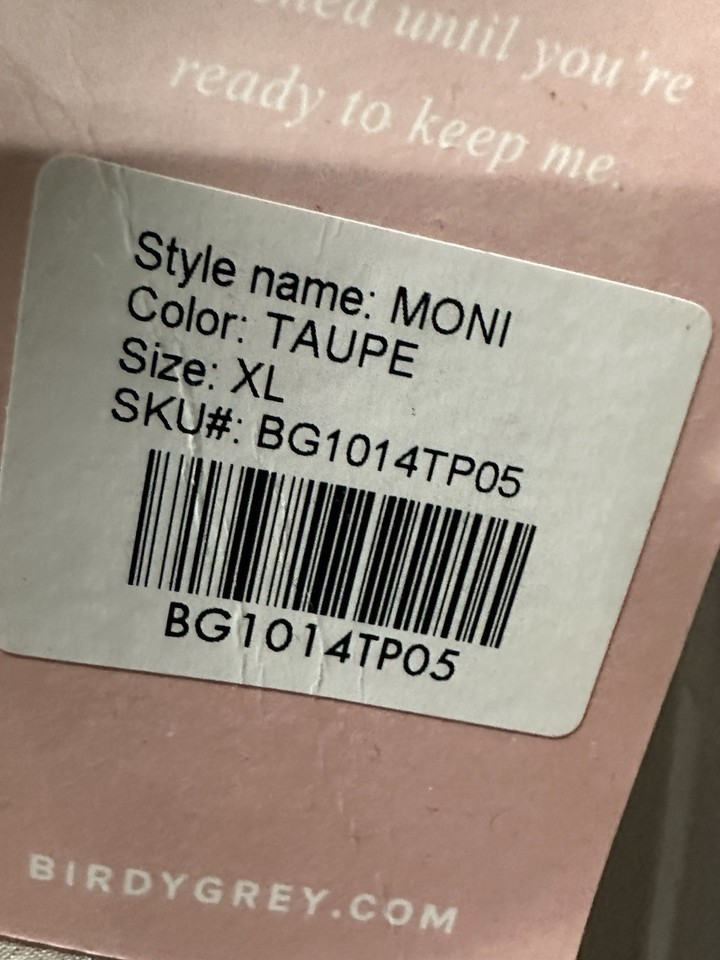 until you're
ready to keep me.
Style name: MONI
Color: TAUPE
Size: XL
SKU#: BG1014TP05
BG1014TP05
BIRDYGREY.COM